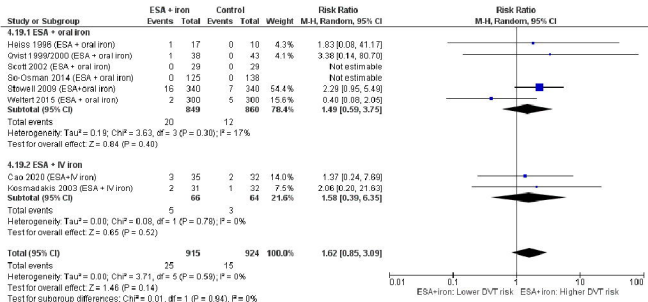 ESA + iron Control Risk Ratio Risk Ratio
Study or Subgroup Events Total Events Total Weight M-H, Random, 95% CI M-H, Random, 95% CI
4.19.1 ESA + oral iron
Heiss 1996 (ESA + oral iron) 1 17 0 10 4.3% 1.83 [0.08, 41.17]
Qvist 1999/2000 (ESA + oral iron) 1 38 0 43 4.1% 3.38 [0.14, 80.70]
Scott 2002 (ESA + oral iron) 0 29 0 29 Not estimable
So-Osman 2014 (ESA + oral iron) 0 125 0 138 Not estimable
Stowell 2009 (ESA+oral iron) 16 340 7 340 54.4% 2.29 [0.95, 5.49]
Weltert 2015 (ESA + oral iron) 2 300 5 300 15.6% 0.40 [0.08, 2.05]
Subtotal (95% CI) 849 860 78.4% 1.49 [0.59, 3.75]
Total events 20 12
Heterogeneity: Tau² = 0.19; Chi² = 3.63, df = 3 (P = 0.30); I² = 17%
Test for overall effect: Z = 0.84 (P = 0.40)
4.19.2 ESA + IV iron
Cao 2020 (ESA+IV iron) 3 35 2 32 14.0% 1.37 [0.24, 7.69]
Kosmadakis 2003 (ESA + IV iron) 2 31 1 32 7.5% 2.06 [0.20, 21.63]
Subtotal (95% CI) 66 64 21.6% 1.58 [0.39, 6.35]
Total events 5 3
Heterogeneity: Tau² = 0.00; Chi² = 0.08, df = 1 (P = 0.78); I² = 0%
Test for overall effect: Z = 0.65 (P = 0.52)
Total (95% CI) 915 924 100.0% 1.62 [0.85, 3.09]
Total events 25 15
Heterogeneity: Tau² = 0.00; Chi² = 3.71, df = 5 (P = 0.59); I² = 0%
Test for overall effect: Z = 1.46 (P = 0.14)
Test for subgroup differences: Chi² = 0.01, df = 1 (P = 0.94), I² = 0%
0.01 0.1 1 10 100
ESA+iron: Lower DVT risk ESA+iron: Higher DVT risk